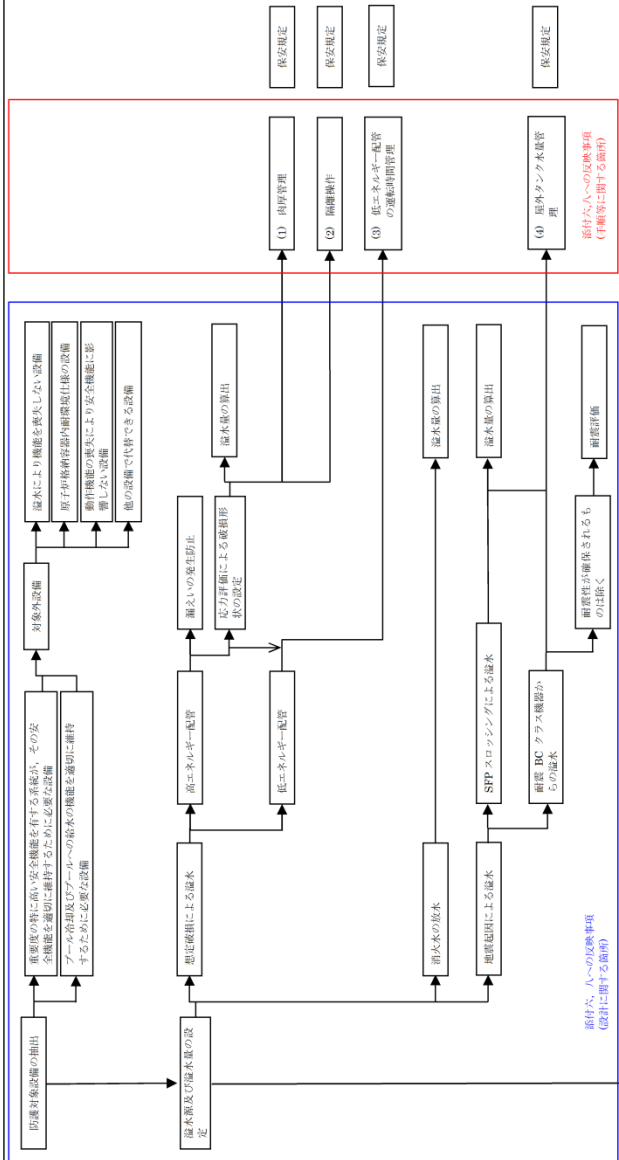 防護対象設備の抽出
重要度の特に高い安全機能を有する系統が，その安
全機能を適切に維持するために必要な設備
プール冷却及びプールへの給水の機能を適切に維持
するために必要な設備
対象外設備
溢水により機能を喪失しない設備
原子炉格納容器内耐環境仕様の設備
動作機能の喪失により安全機能に影
響しない設備
他の設備で代替できる設備
溢水源及び溢水量の設
定
想定破損による溢水
高エネルギー配管
漏えいの発生防止
応力評価による破損形
状の設定
溢水量の算出
低エネルギー配管
消火水の放水
溢水量の算出
地震起因による溢水
SFP スロッシングによる溢水
溢水量の算出
耐震 BC クラス機器か
らの溢水
耐震性が確保されるも
のは除く
耐震評価
添付六，八への反映事項
(設計に関する箇所)
(1) 肉厚管理
保安規定
(2) 隔離操作
保安規定
(3) 低エネルギー配管
の運転時間管理
保安規定
(4) 屋外タンク水量管
理
保安規定
添付六,八への反映事項
(手順等に関する箇所)